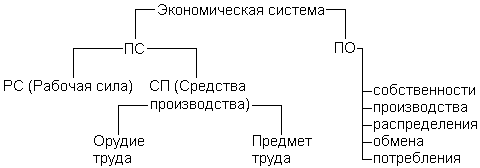 Экономическая система
ПС
ПО
РС (Рабочая сила)
СП (Средства
производства)
Орудие
труда
Предмет
труда
собственности
производства
распределения
обмена
потребления